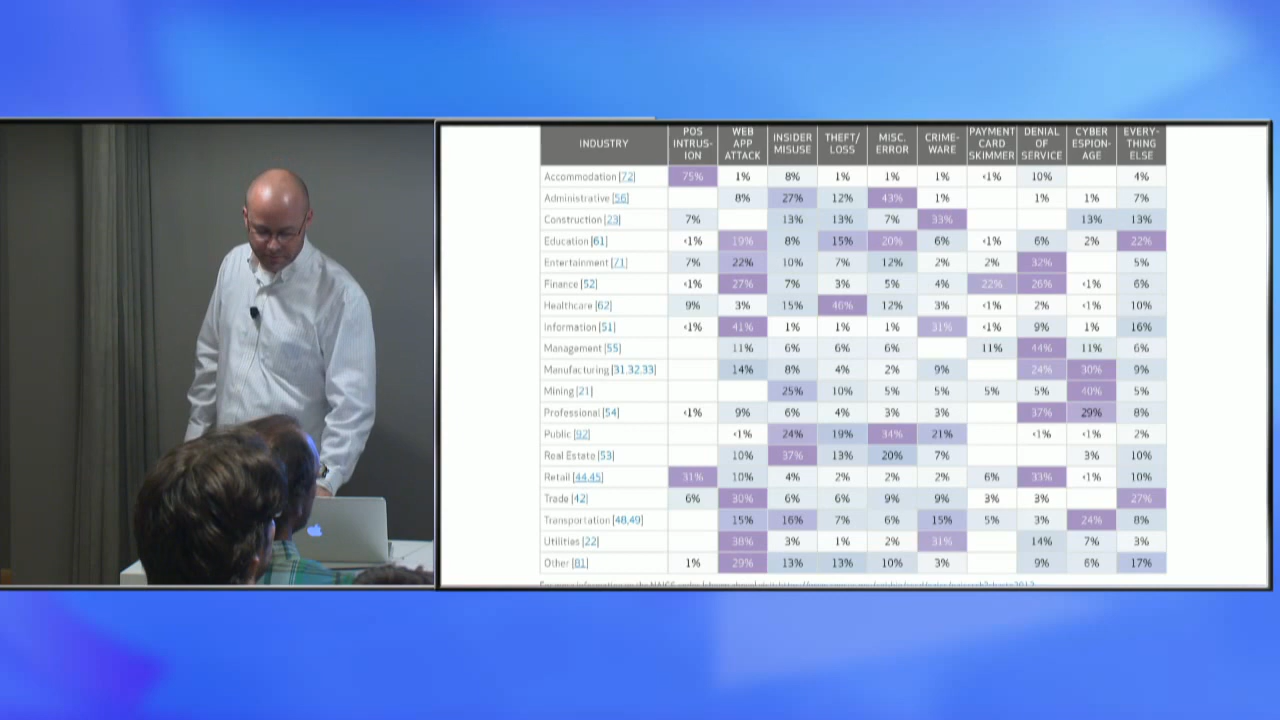 INDUSTRY POS INTRUS- ION WEB APP ATTACK INSIDER MISUSE THEFT/ LOSS MISC. ERROR CRIME- WARE PAYMENT CARD SKIMMER DENIAL OF SERVICE CYBER ESPION- AGE EVERY- THING ELSE
Accommodation [72] 75% 1% 8% 1% 1% 1% <1% 10% 4%
Administrative [56] 8% 27% 12% 43% 1% 1% 1% 7%
Construction [23] 7% 13% 13% 7% 33% 13% 13%
Education [61] <1% 19% 8% 15% 20% 6% <1% 6% 2% 22%
Entertainment [71] 7% 22% 10% 7% 12% 2% 2% 32% 5%
Finance [52] <1% 27% 7% 3% 5% 4% 22% 26% <1% 6%
Healthcare [62] 9% 3% 15% 46% 12% 3% <1% 2% <1% 10%
Information [51] <1% 41% 1% 1% 1% 31% <1% 9% 1% 16%
Management [55] 11% 6% 6% 6% 11% 44% 11% 6%
Manufacturing [31,32,33] 14% 8% 4% 2% 9% 24% 30% 9%
Mining [21] 25% 10% 5% 5% 5% 5% 40% 5%
Professional [54] <1% 9% 6% 4% 3% 3% 37% 29% 8%
Public [92] <1% 24% 19% 34% 21% <1% <1% 2%
Real Estate [53] 10% 37% 13% 20% 7% 3% 10%
Retail [44,45] 31% 10% 4% 2% 2% 2% 6% 33% <1% 10%
Trade [42] 6% 30% 6% 6% 9% 9% 3% 3% 27%
Transportation [48,49] 15% 16% 7% 6% 15% 5% 3% 24% 8%
Utilities [22] 38% 3% 1% 2% 31% 14% 7% 3%
Other [81] 1% 29% 13% 13% 10% 3% 9% 6% 17%